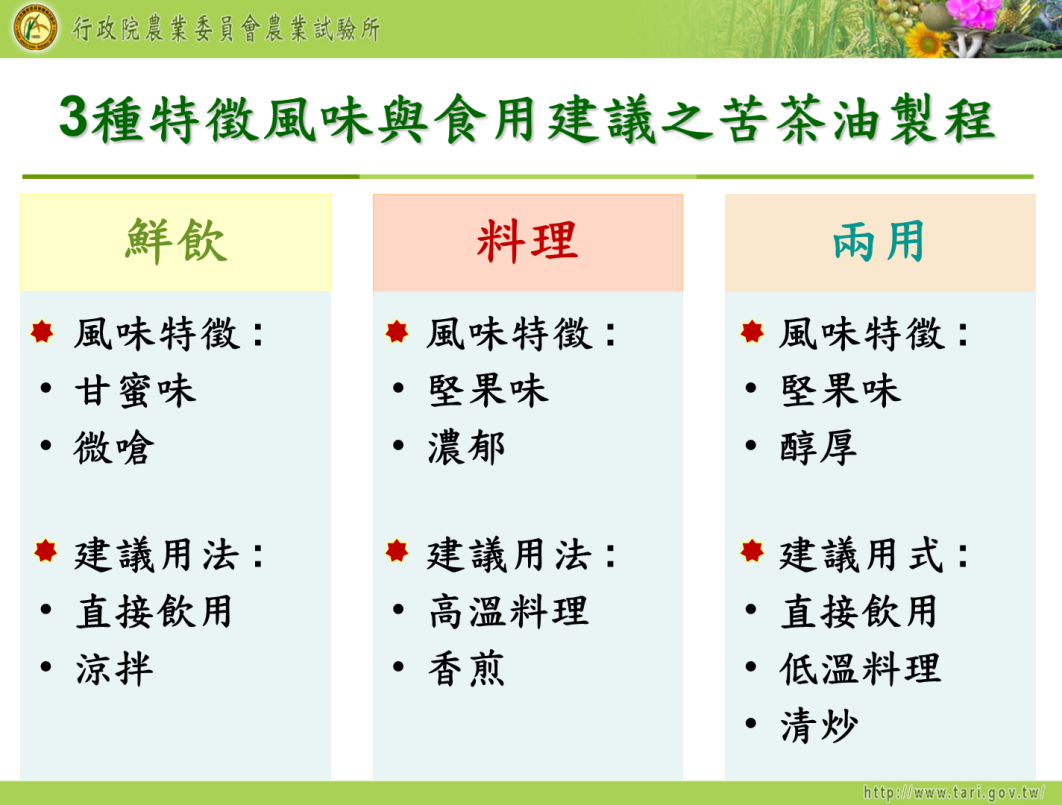 行政院農業委員會農業試驗所
3種特徵風味與食用建議之苦茶油製程
鮮飲
風味特徵：
• 甘蜜味
• 微嗆
建議用法：
• 直接飲用
• 涼拌
料理
風味特徵：
• 堅果味
• 濃郁
建議用法：
• 高溫料理
• 香煎
兩用
風味特徵：
• 堅果味
• 醇厚
建議用式：
• 直接飲用
• 低溫料理
• 清炒
http://www.tari.gov.tw/